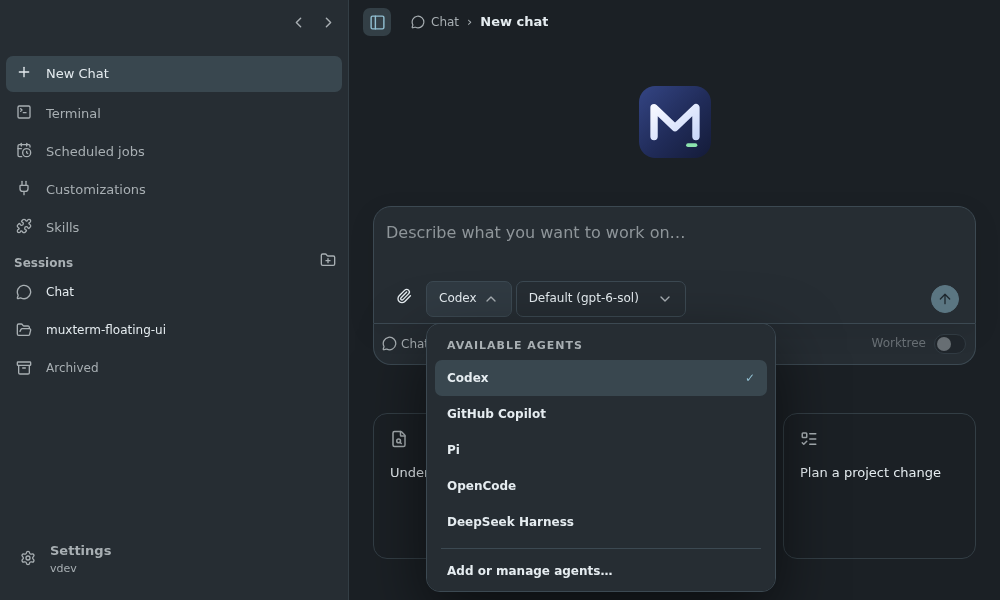 Chat › New chat
New Chat
Terminal
Scheduled jobs
Customizations
Skills
Sessions
Chat
muxterm-floating-ui
Archived
Settings
vdev
Describe what you want to work on...
Codex
Default (gpt-6-sol)
Chat
Worktree
AVAILABLE AGENTS
Codex ✓
GitHub Copilot
Pi
OpenCode
DeepSeek Harness
Add or manage agents...
Plan a project change